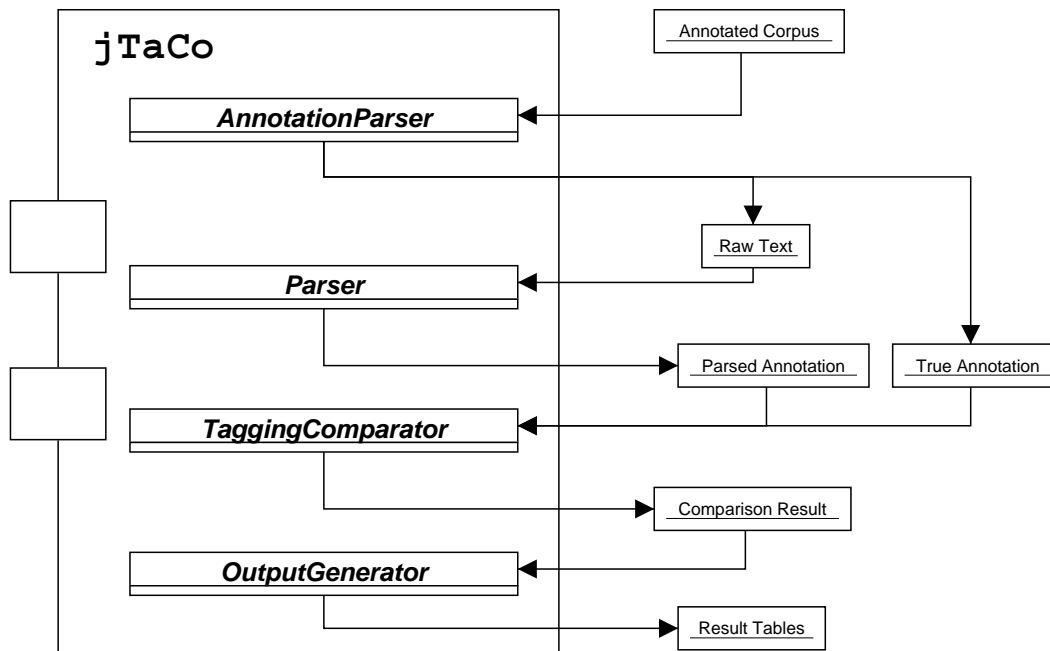 jTaCo
Annotated Corpus
AnnotationParser
Raw Text
Parser
Parsed Annotation
True Annotation
TaggingComparator
Comparison Result
OutputGenerator
Result Tables